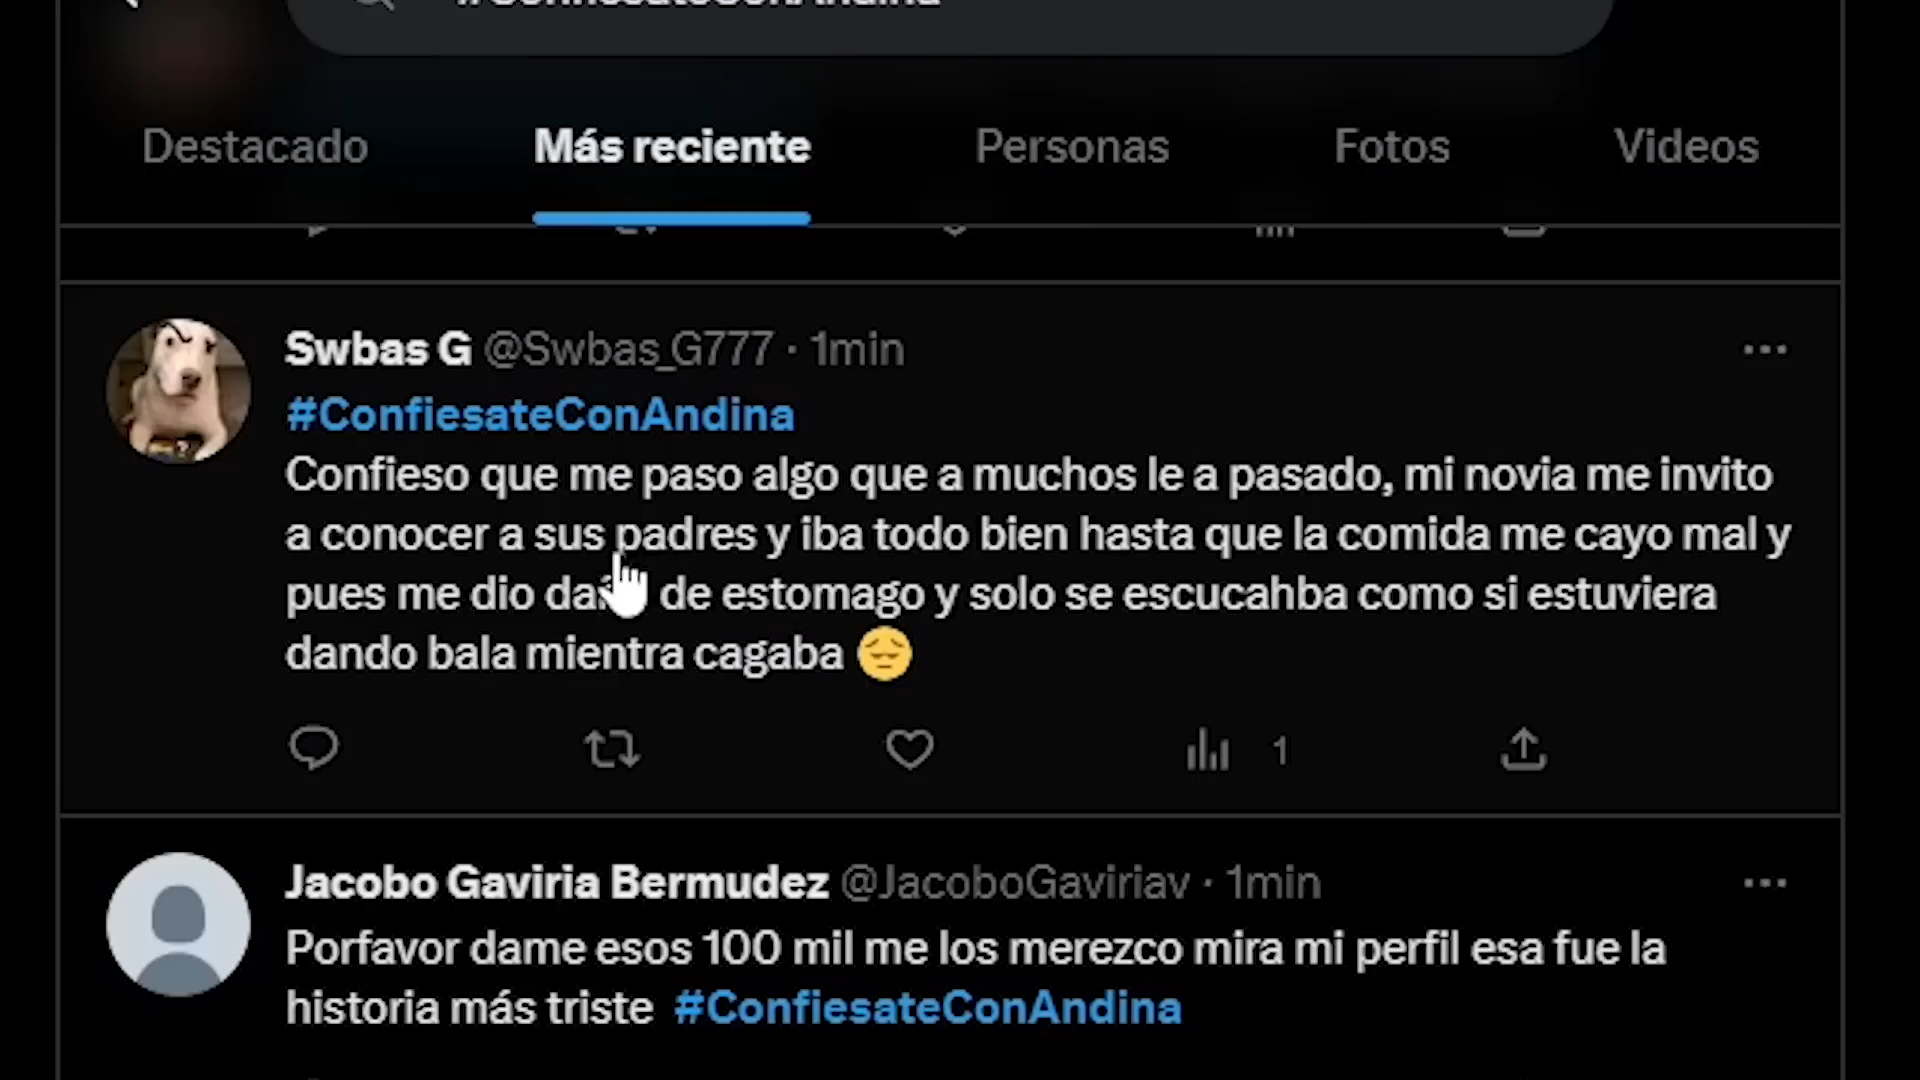 #ConfiesateConAndina
Destacado Más reciente Personas Fotos Videos
Swbas G @Swbas_G777 · 1min
#ConfiesateConAndina
Confieso que me paso algo que a muchos le a pasado, mi novia me invito
a conocer a sus padres y iba todo bien hasta que la comida me cayo mal y
pues me dio de estomago y solo se escucahba como si estuviera
dando bala mientra cagaba 😔
1
Jacobo Gaviria Bermudez @JacoboGaviriav · 1min
Porfavor dame esos 100 mil me los merezco mira mi perfil esa fue la
historia más triste #ConfiesateConAndina